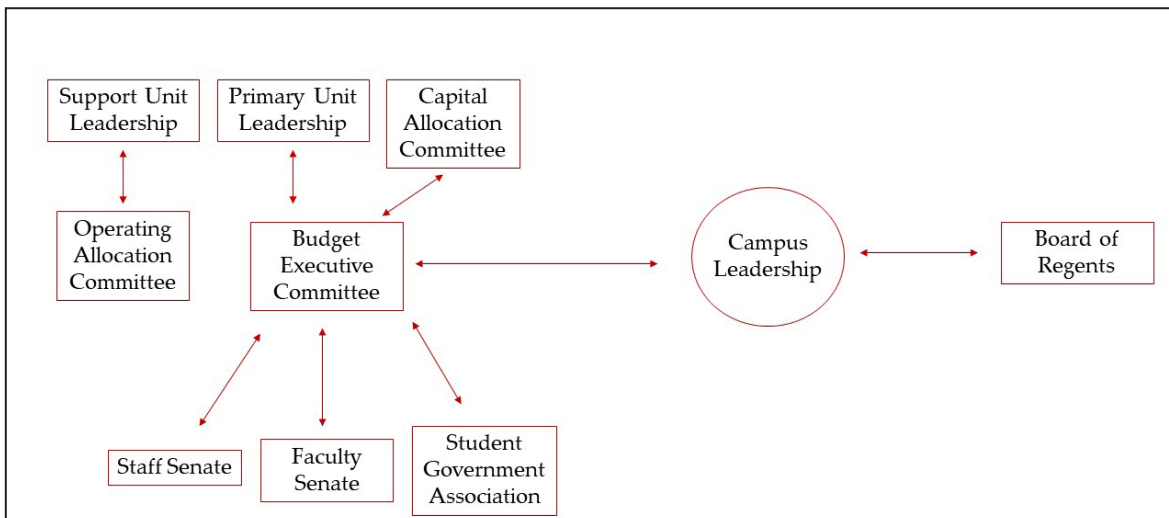 Support Unit
Leadership
Primary Unit
Leadership
Capital
Allocation
Committee
Operating
Allocation
Committee
Budget
Executive
Committee
Campus
Leadership
Board of
Regents
Staff Senate
Faculty
Senate
Student
Government
Association